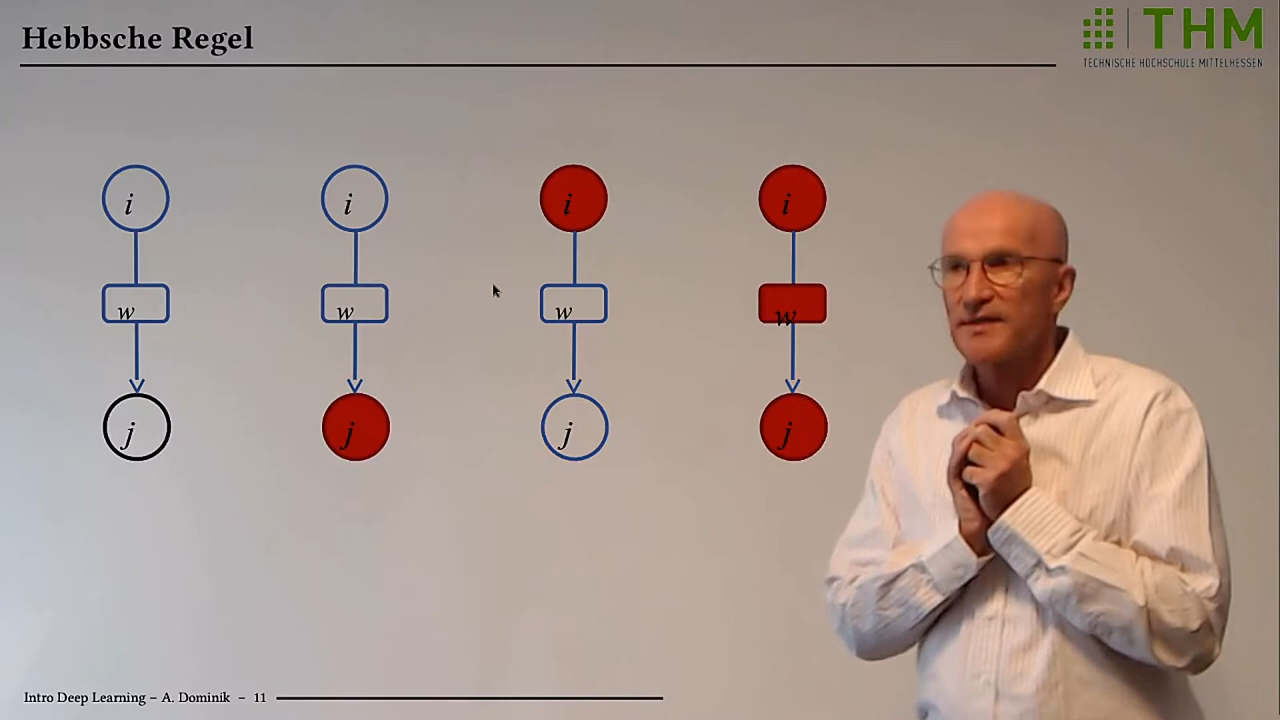 Hebbsche Regel
THM
TECHNISCHE HOCHSCHULE MITTELHESSEN
i i i i
w w w w
j j j j
Intro Deep Learning – A. Dominik – 11